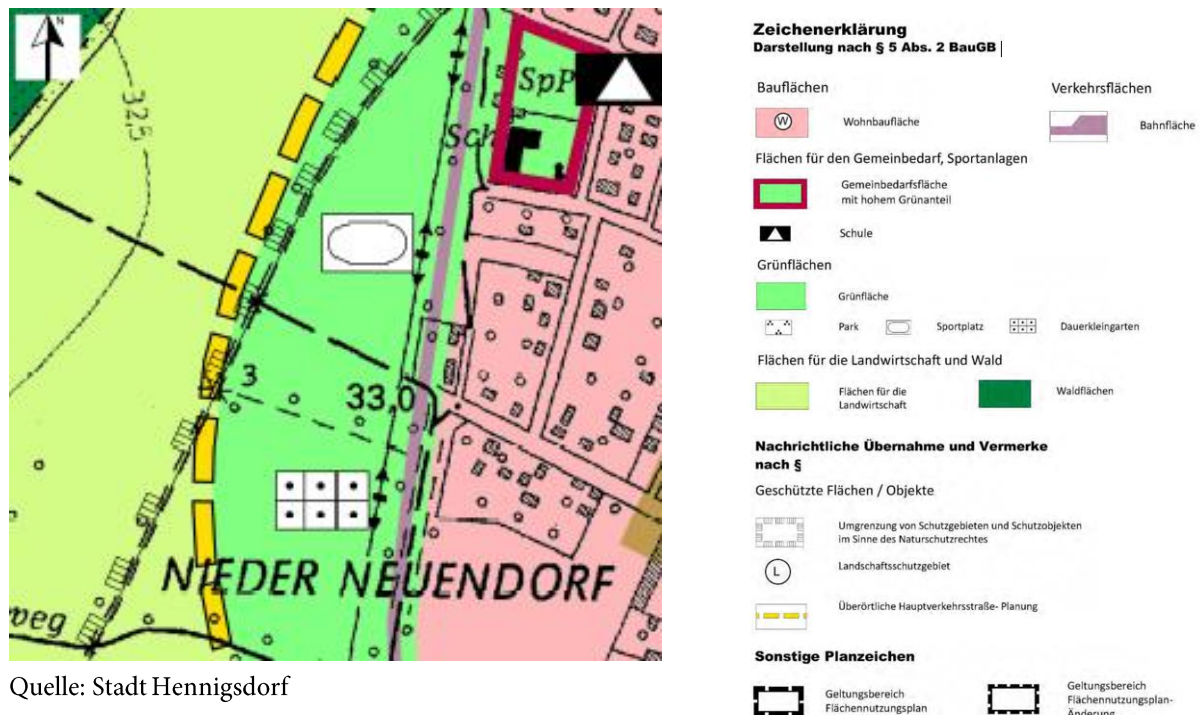 N
32,5
SpP
Sch
3
33,0
NIEDER NEUENDORF
weg
Quelle: Stadt Hennigsdorf
Zeichenerklärung
Darstellung nach § 5 Abs. 2 BauGB
Bauflächen
W
Wohnbaufläche
Verkehrsflächen
Bahnfläche
Flächen für den Gemeinbedarf, Sportanlagen
Gemeinbedarfsfläche
mit hohem Grünanteil
Schule
Grünflächen
Grünfläche
Park
Sportplatz
Dauerkleingarten
Flächen für die Landwirtschaft und Wald
Flächen für die
Landwirtschaft
Waldflächen
Nachrichtliche Übernahme und Vermerke
nach §
Geschützte Flächen / Objekte
Umgrenzung von Schutzgebieten und Schutzobjekten
im Sinne des Naturschutzrechtes
L
Landschaftsschutzgebiet
Überörtliche Hauptverkehrsstraße- Planung
Sonstige Planzeichen
Geltungsbereich
Flächennutzungsplan
Geltungsbereich
Flächennutzungsplan-
Änderung